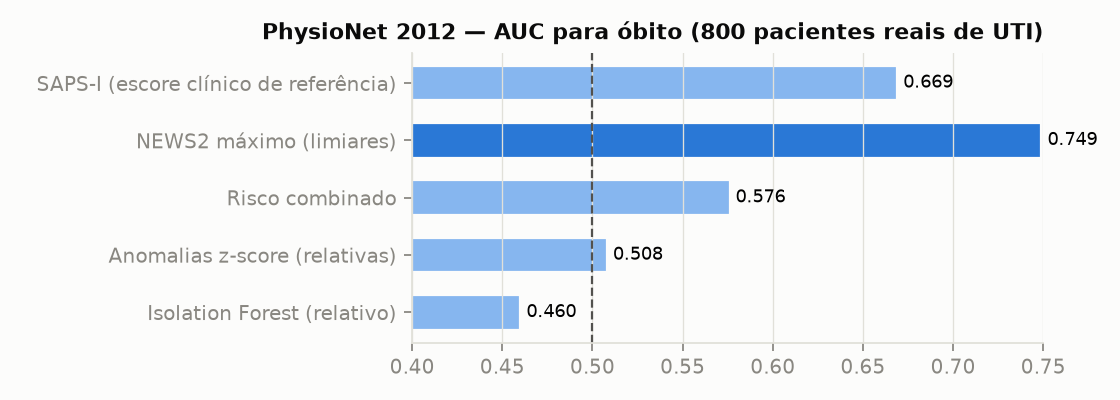 PhysioNet 2012 — AUC para óbito (800 pacientes reais de UTI)
SAPS-I (escore clínico de referência) 0.669
NEWS2 máximo (limiares) 0.749
Risco combinado 0.576
Anomalias z-score (relativas) 0.508
Isolation Forest (relativo) 0.460
0.40 0.45 0.50 0.55 0.60 0.65 0.70 0.75